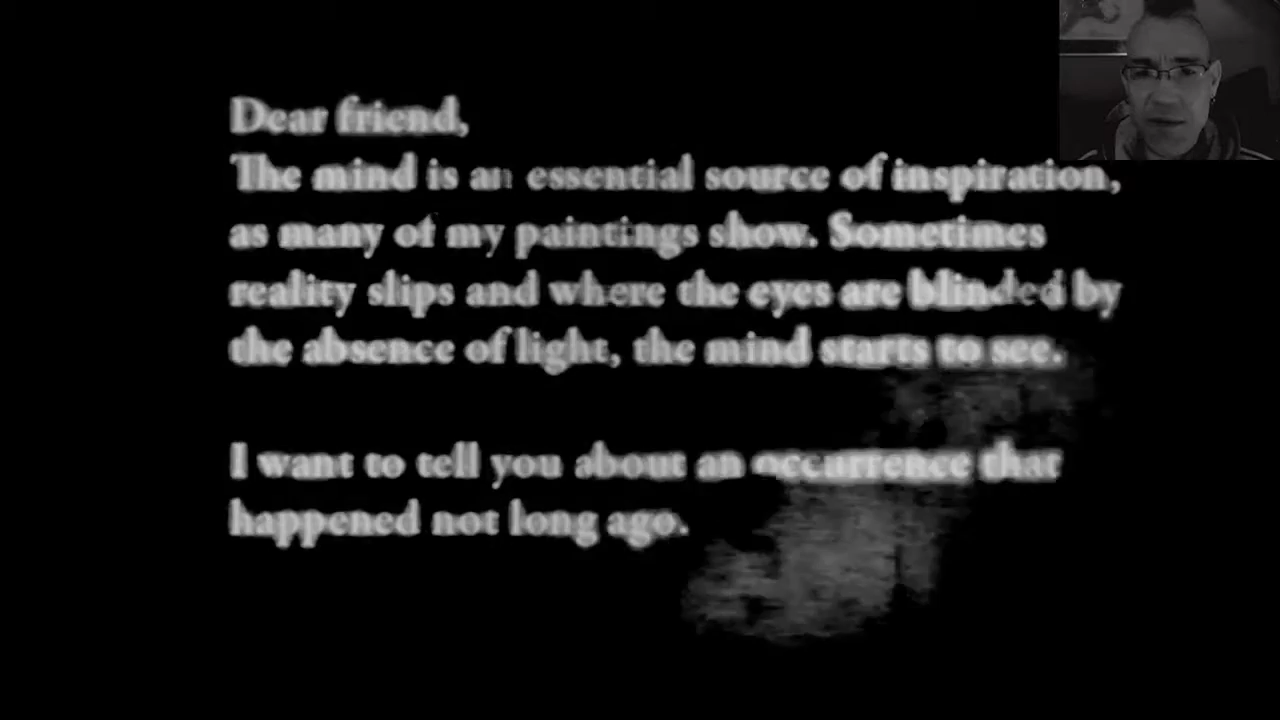 Dear friend,
The mind is an essential source of inspiration,
as many of my paintings show. Sometimes
reality slips and where the eyes are blinded by
the absence of light, the mind starts to see.
I want to tell you about an occurrence that
happened not long ago.